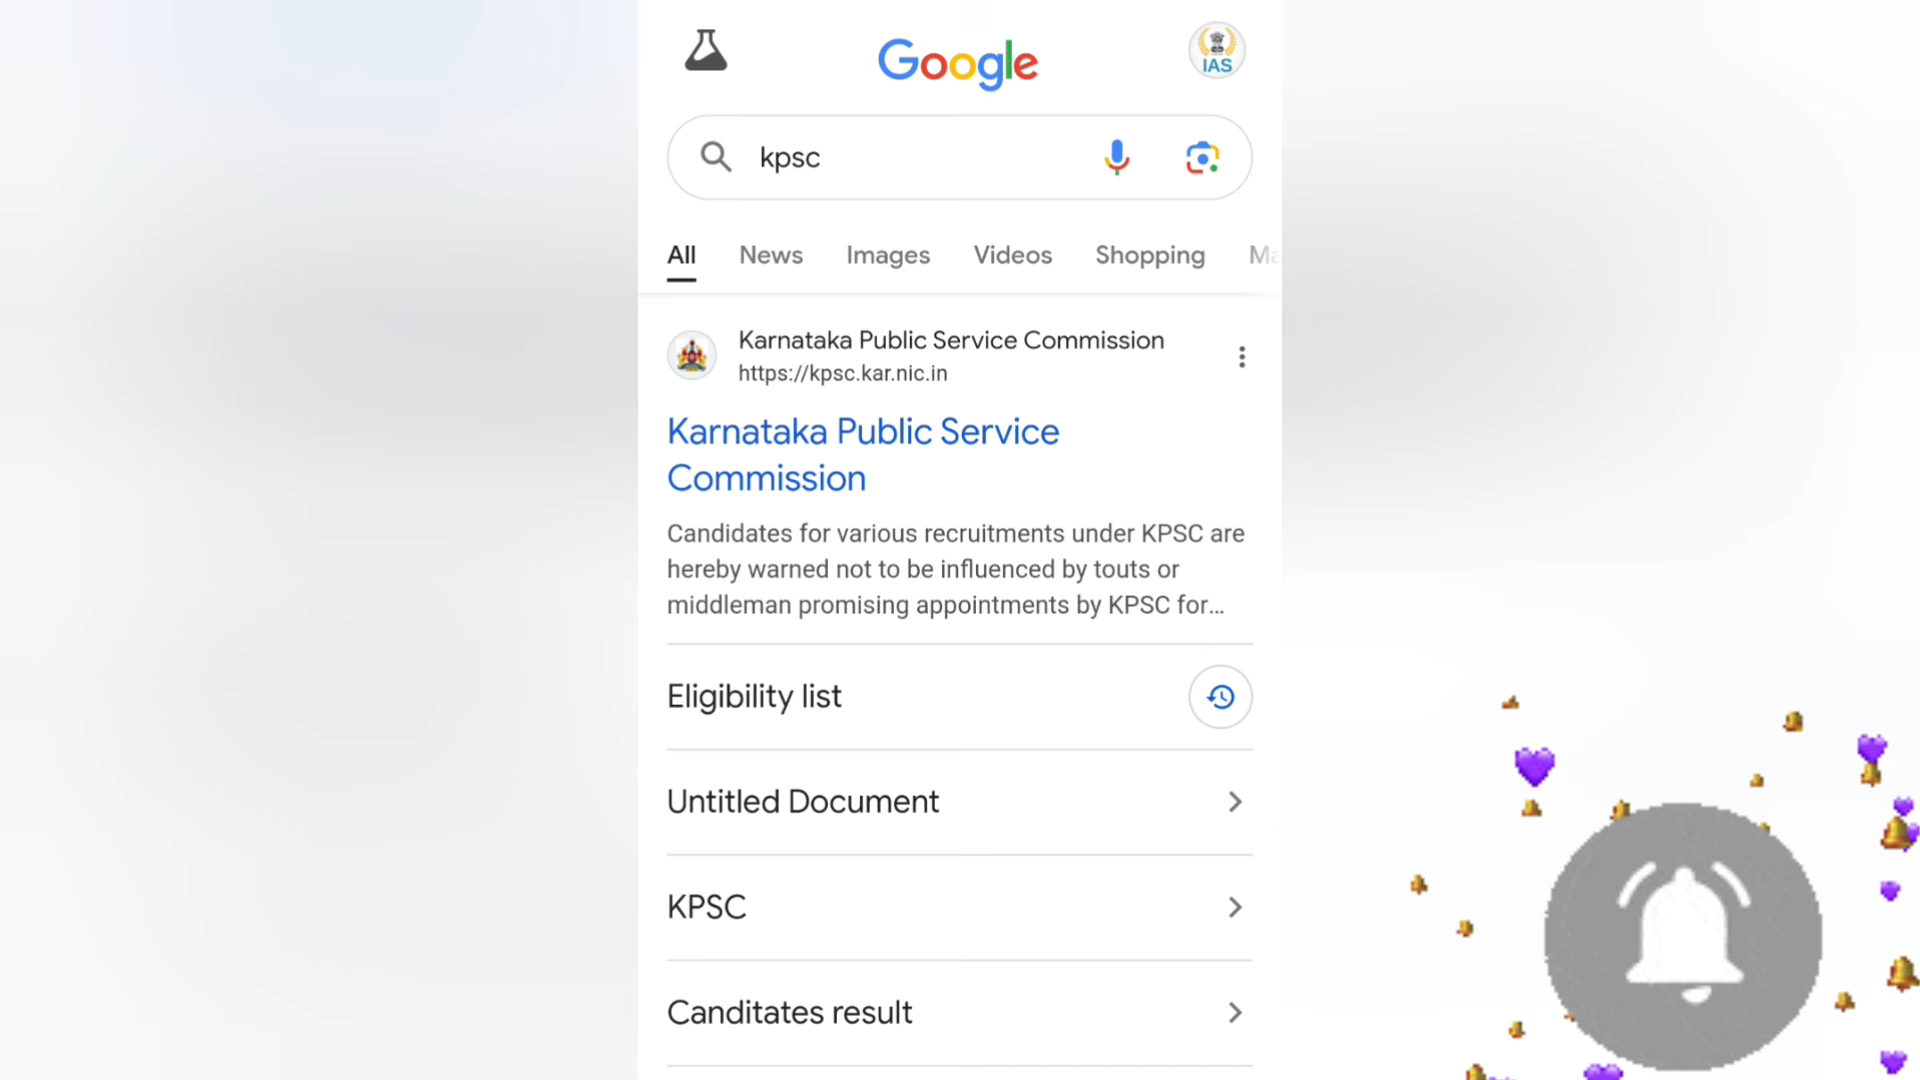 Google
IAS
kpsc
All News Images Videos Shopping
Karnataka Public Service Commission
https://kpsc.kar.nic.in
Karnataka Public Service
Commission
Candidates for various recruitments under KPSC are
hereby warned not to be influenced by touts or
middleman promising appointments by KPSC for...
Eligibility list
Untitled Document
KPSC
Canditates result